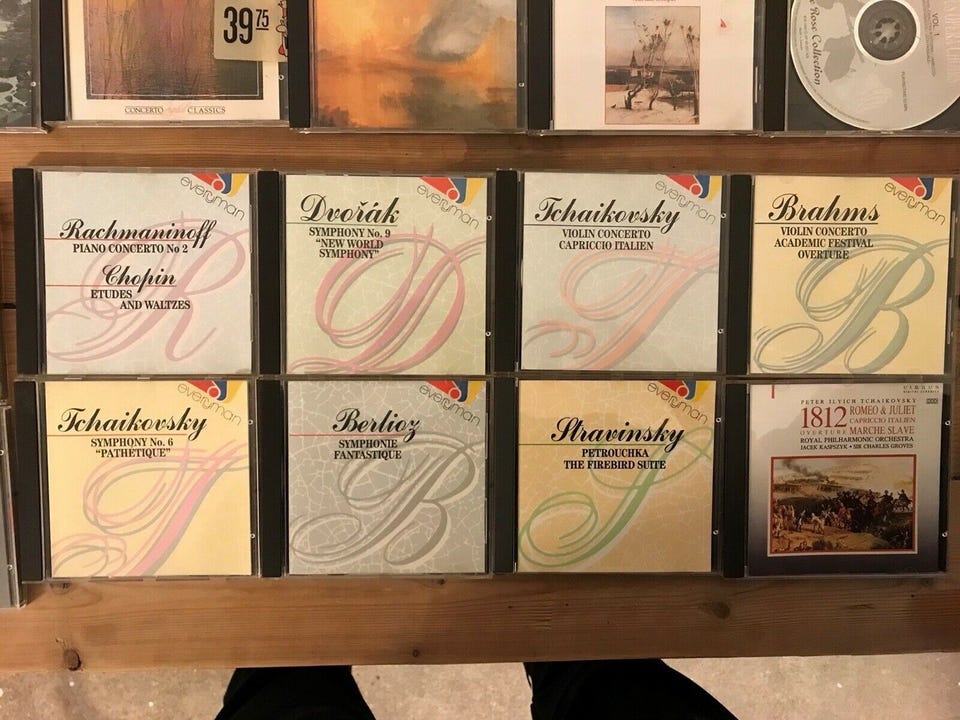 39 75
CONCERTO CLASSICS
Rose Collection
VOL. 1
everyman
Rachmaninoff
PIANO CONCERTO No 2
Chopin
ETUDES
AND WALTZES
everyman
Dvořák
SYMPHONY No. 9
"NEW WORLD
SYMPHONY"
everyman
Tchaikovsky
VIOLIN CONCERTO
CAPRICCIO ITALIEN
everyman
Brahms
VIOLIN CONCERTO
ACADEMIC FESTIVAL
OVERTURE
everyman
Tchaikovsky
SYMPHONY No. 6
"PATHETIQUE"
everyman
Berlioz
SYMPHONIE
FANTASTIQUE
everyman
Stravinsky
PETROUCHKA
THE FIREBIRD SUITE
CIRRUS
PETER ILYICH TCHAIKOVSKY
1812 ROMEO & JULIET
CAPRICCIO ITALIEN
OVERTURE MARCHE SLAVE
ROYAL PHILHARMONIC ORCHESTRA
JACEK KASPSZYK • SIR CHARLES GROVES